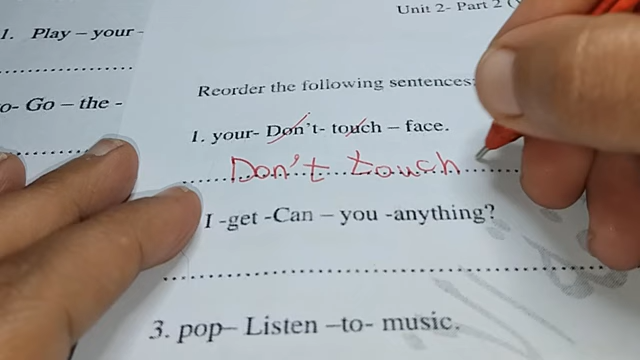 Unit 2- Part 2 (
1. Play – your -
o- Go – the -
Reorder the following sentences:
1. your- Don't- touch – face.
Don't touch
I -get -Can – you -anything?
3. pop– Listen –to- music.